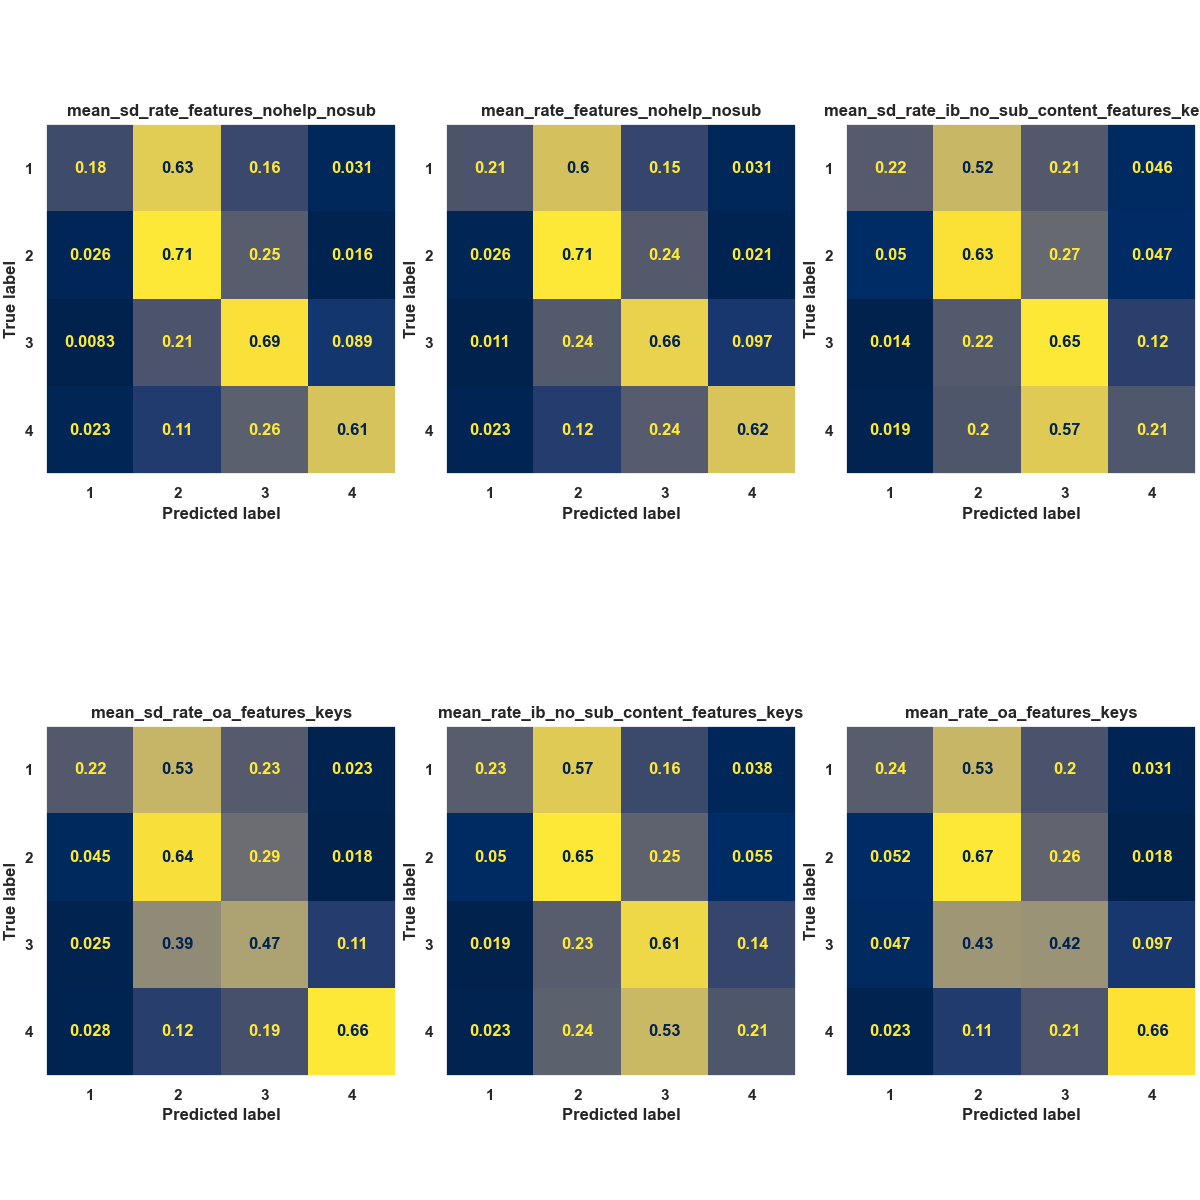 mean_sd_rate_features_nohelp_nosub
1 0.18 0.63 0.16 0.031
2 0.026 0.71 0.25 0.016
3 0.0083 0.21 0.69 0.089
4 0.023 0.11 0.26 0.61
1 2 3 4
Predicted label
True label
mean_rate_features_nohelp_nosub
1 0.21 0.6 0.15 0.031
2 0.026 0.71 0.24 0.021
3 0.011 0.24 0.66 0.097
4 0.023 0.12 0.24 0.62
1 2 3 4
Predicted label
True label
mean_sd_rate_ib_no_sub_content_features_ke
1 0.22 0.52 0.21 0.046
2 0.05 0.63 0.27 0.047
3 0.014 0.22 0.65 0.12
4 0.019 0.2 0.57 0.21
1 2 3 4
Predicted label
True label
mean_sd_rate_oa_features_keys
1 0.22 0.53 0.23 0.023
2 0.045 0.64 0.29 0.018
3 0.025 0.39 0.47 0.11
4 0.028 0.12 0.19 0.66
1 2 3 4
Predicted label
True label
mean_rate_ib_no_sub_content_features_keys
1 0.23 0.57 0.16 0.038
2 0.05 0.65 0.25 0.055
3 0.019 0.23 0.61 0.14
4 0.023 0.24 0.53 0.21
1 2 3 4
Predicted label
True label
mean_rate_oa_features_keys
1 0.24 0.53 0.2 0.031
2 0.052 0.67 0.26 0.018
3 0.047 0.43 0.42 0.097
4 0.023 0.11 0.21 0.66
1 2 3 4
Predicted label
True label